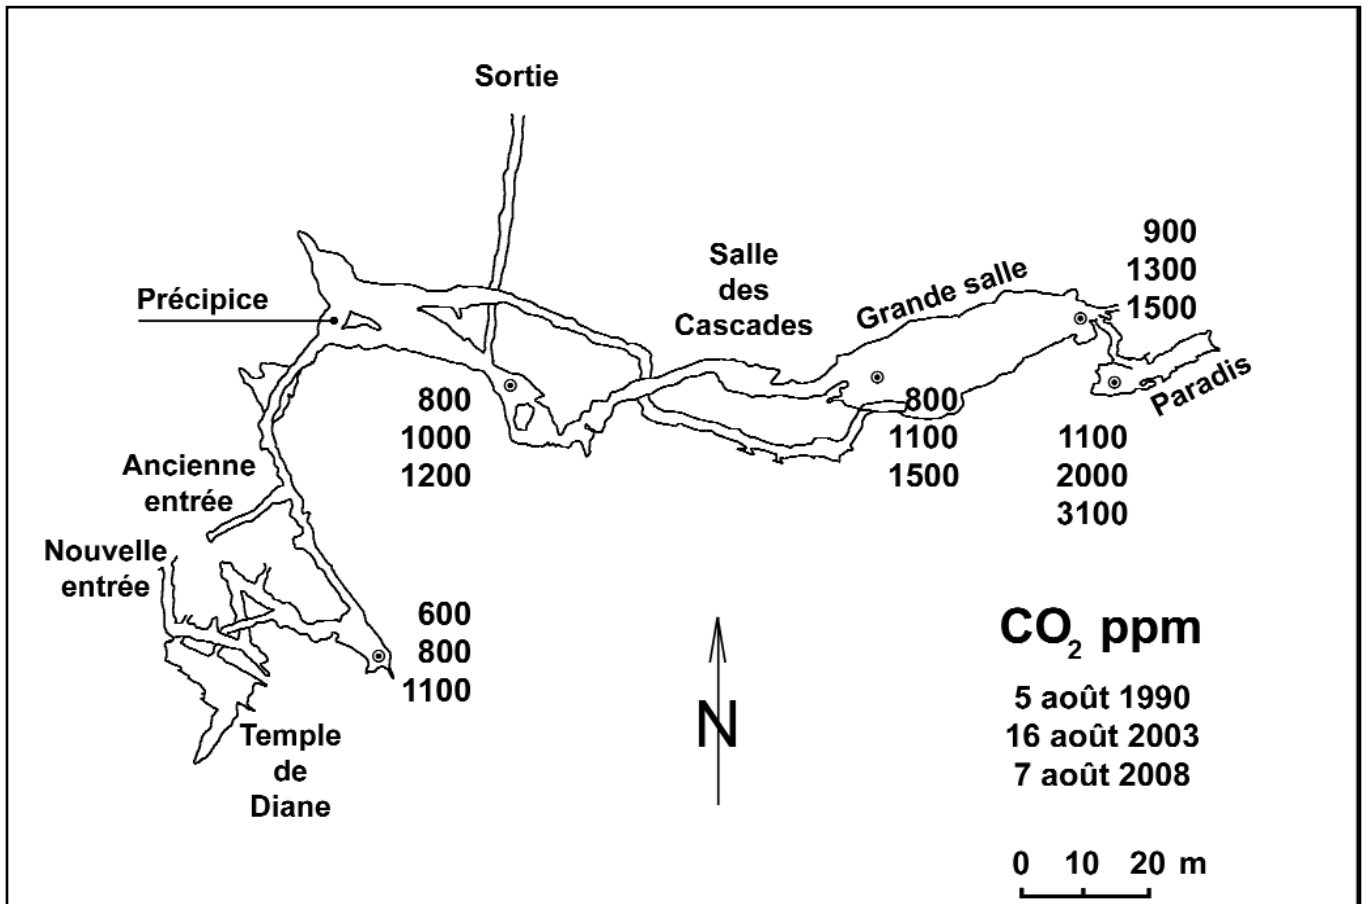 Sortie
900
1300
1500
Salle
des
Cascades
Grande salle
Précipice
Paradis
800
1000
1200
800
1100
1500
1100
2000
3100
Ancienne
entrée
Nouvelle
entrée
600
800
1100
Temple
de
Diane
N
CO₂ ppm
5 août 1990
16 août 2003
7 août 2008
0 10 20 m